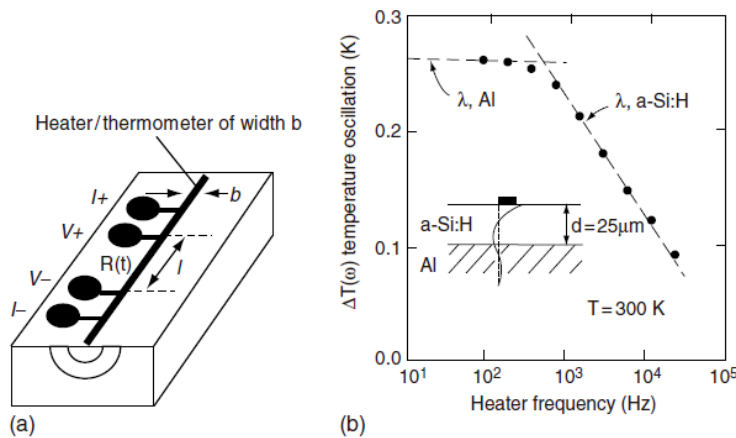 Heater/thermometer of width b
I+
b
V+
R(t)
l
V–
I–
(a)
(b)
ΔT(ω) temperature oscillation (K)
0.3
0.2
0.1
0.0
λ, Al
λ, a-Si:H
a-Si:H
d=25μm
Al
T=300 K
10¹ 10² 10³ 10⁴ 10⁵
Heater frequency (Hz)